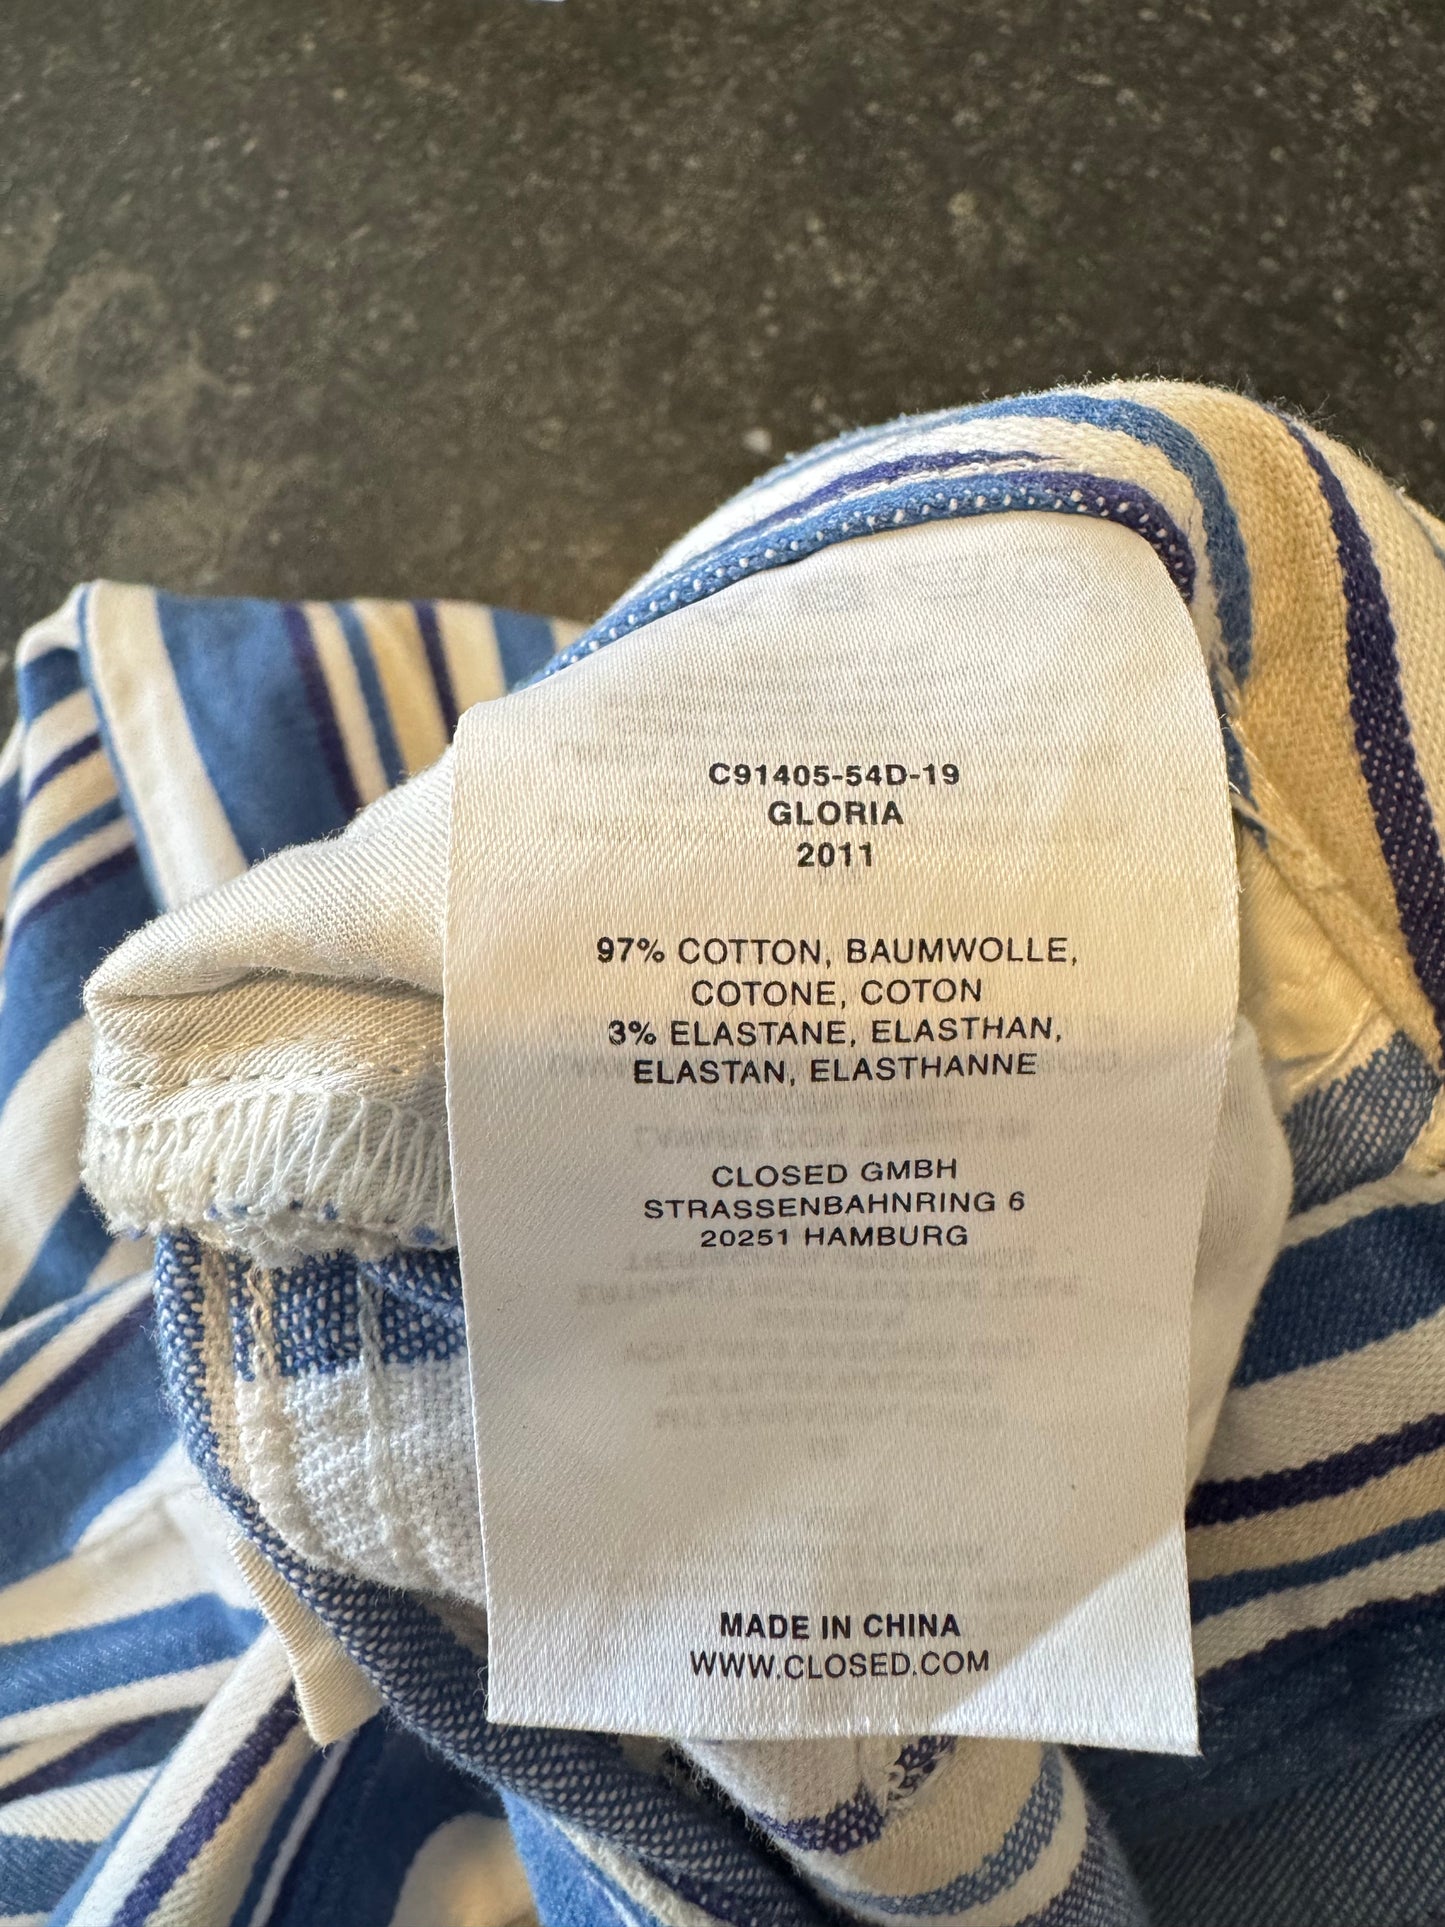 C91405-54D-19
GLORIA
2011
97% COTTON, BAUMWOLLE,
COTONE, COTON
3% ELASTANE, ELASTHAN,
ELASTAN, ELASTHANNE
CLOSED GMBH
STRASSENBAHNRING 6
20251 HAMBURG
MADE IN CHINA
WWW.CLOSED.COM